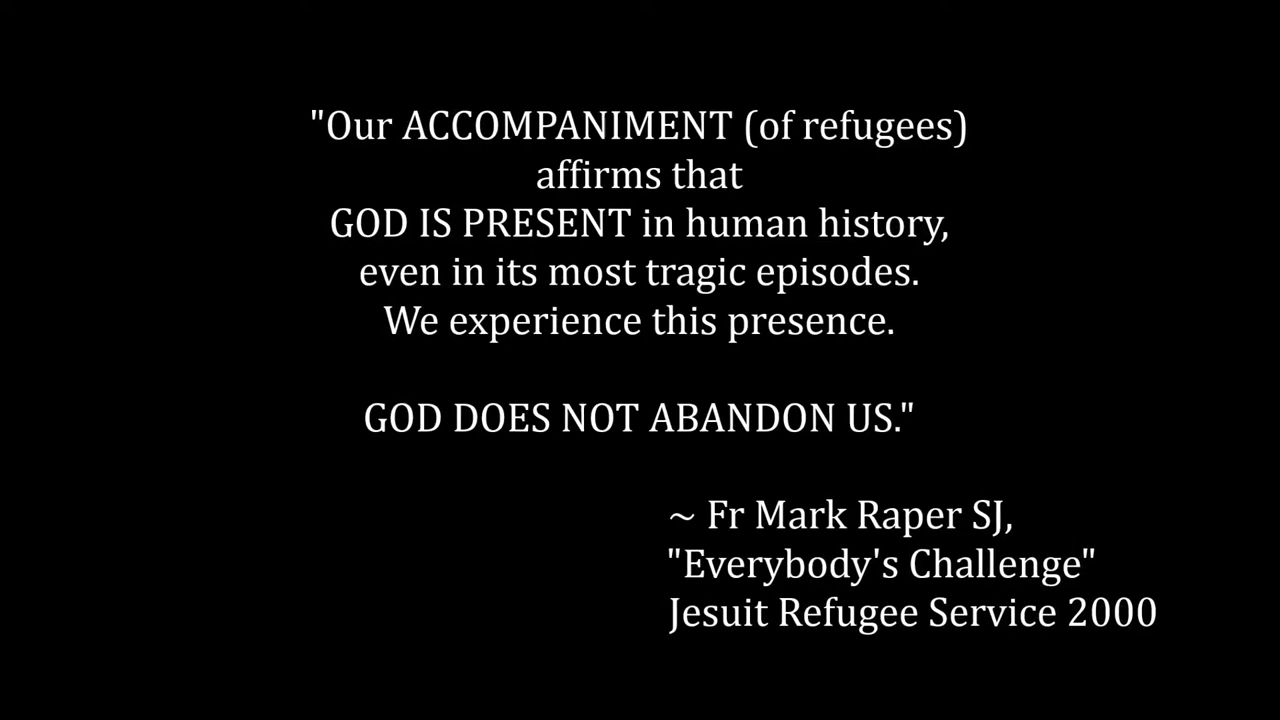 "Our ACCOMPANIMENT (of refugees)
affirms that
GOD IS PRESENT in human history,
even in its most tragic episodes.
We experience this presence.
GOD DOES NOT ABANDON US."
~ Fr Mark Raper SJ,
"Everybody's Challenge"
Jesuit Refugee Service 2000